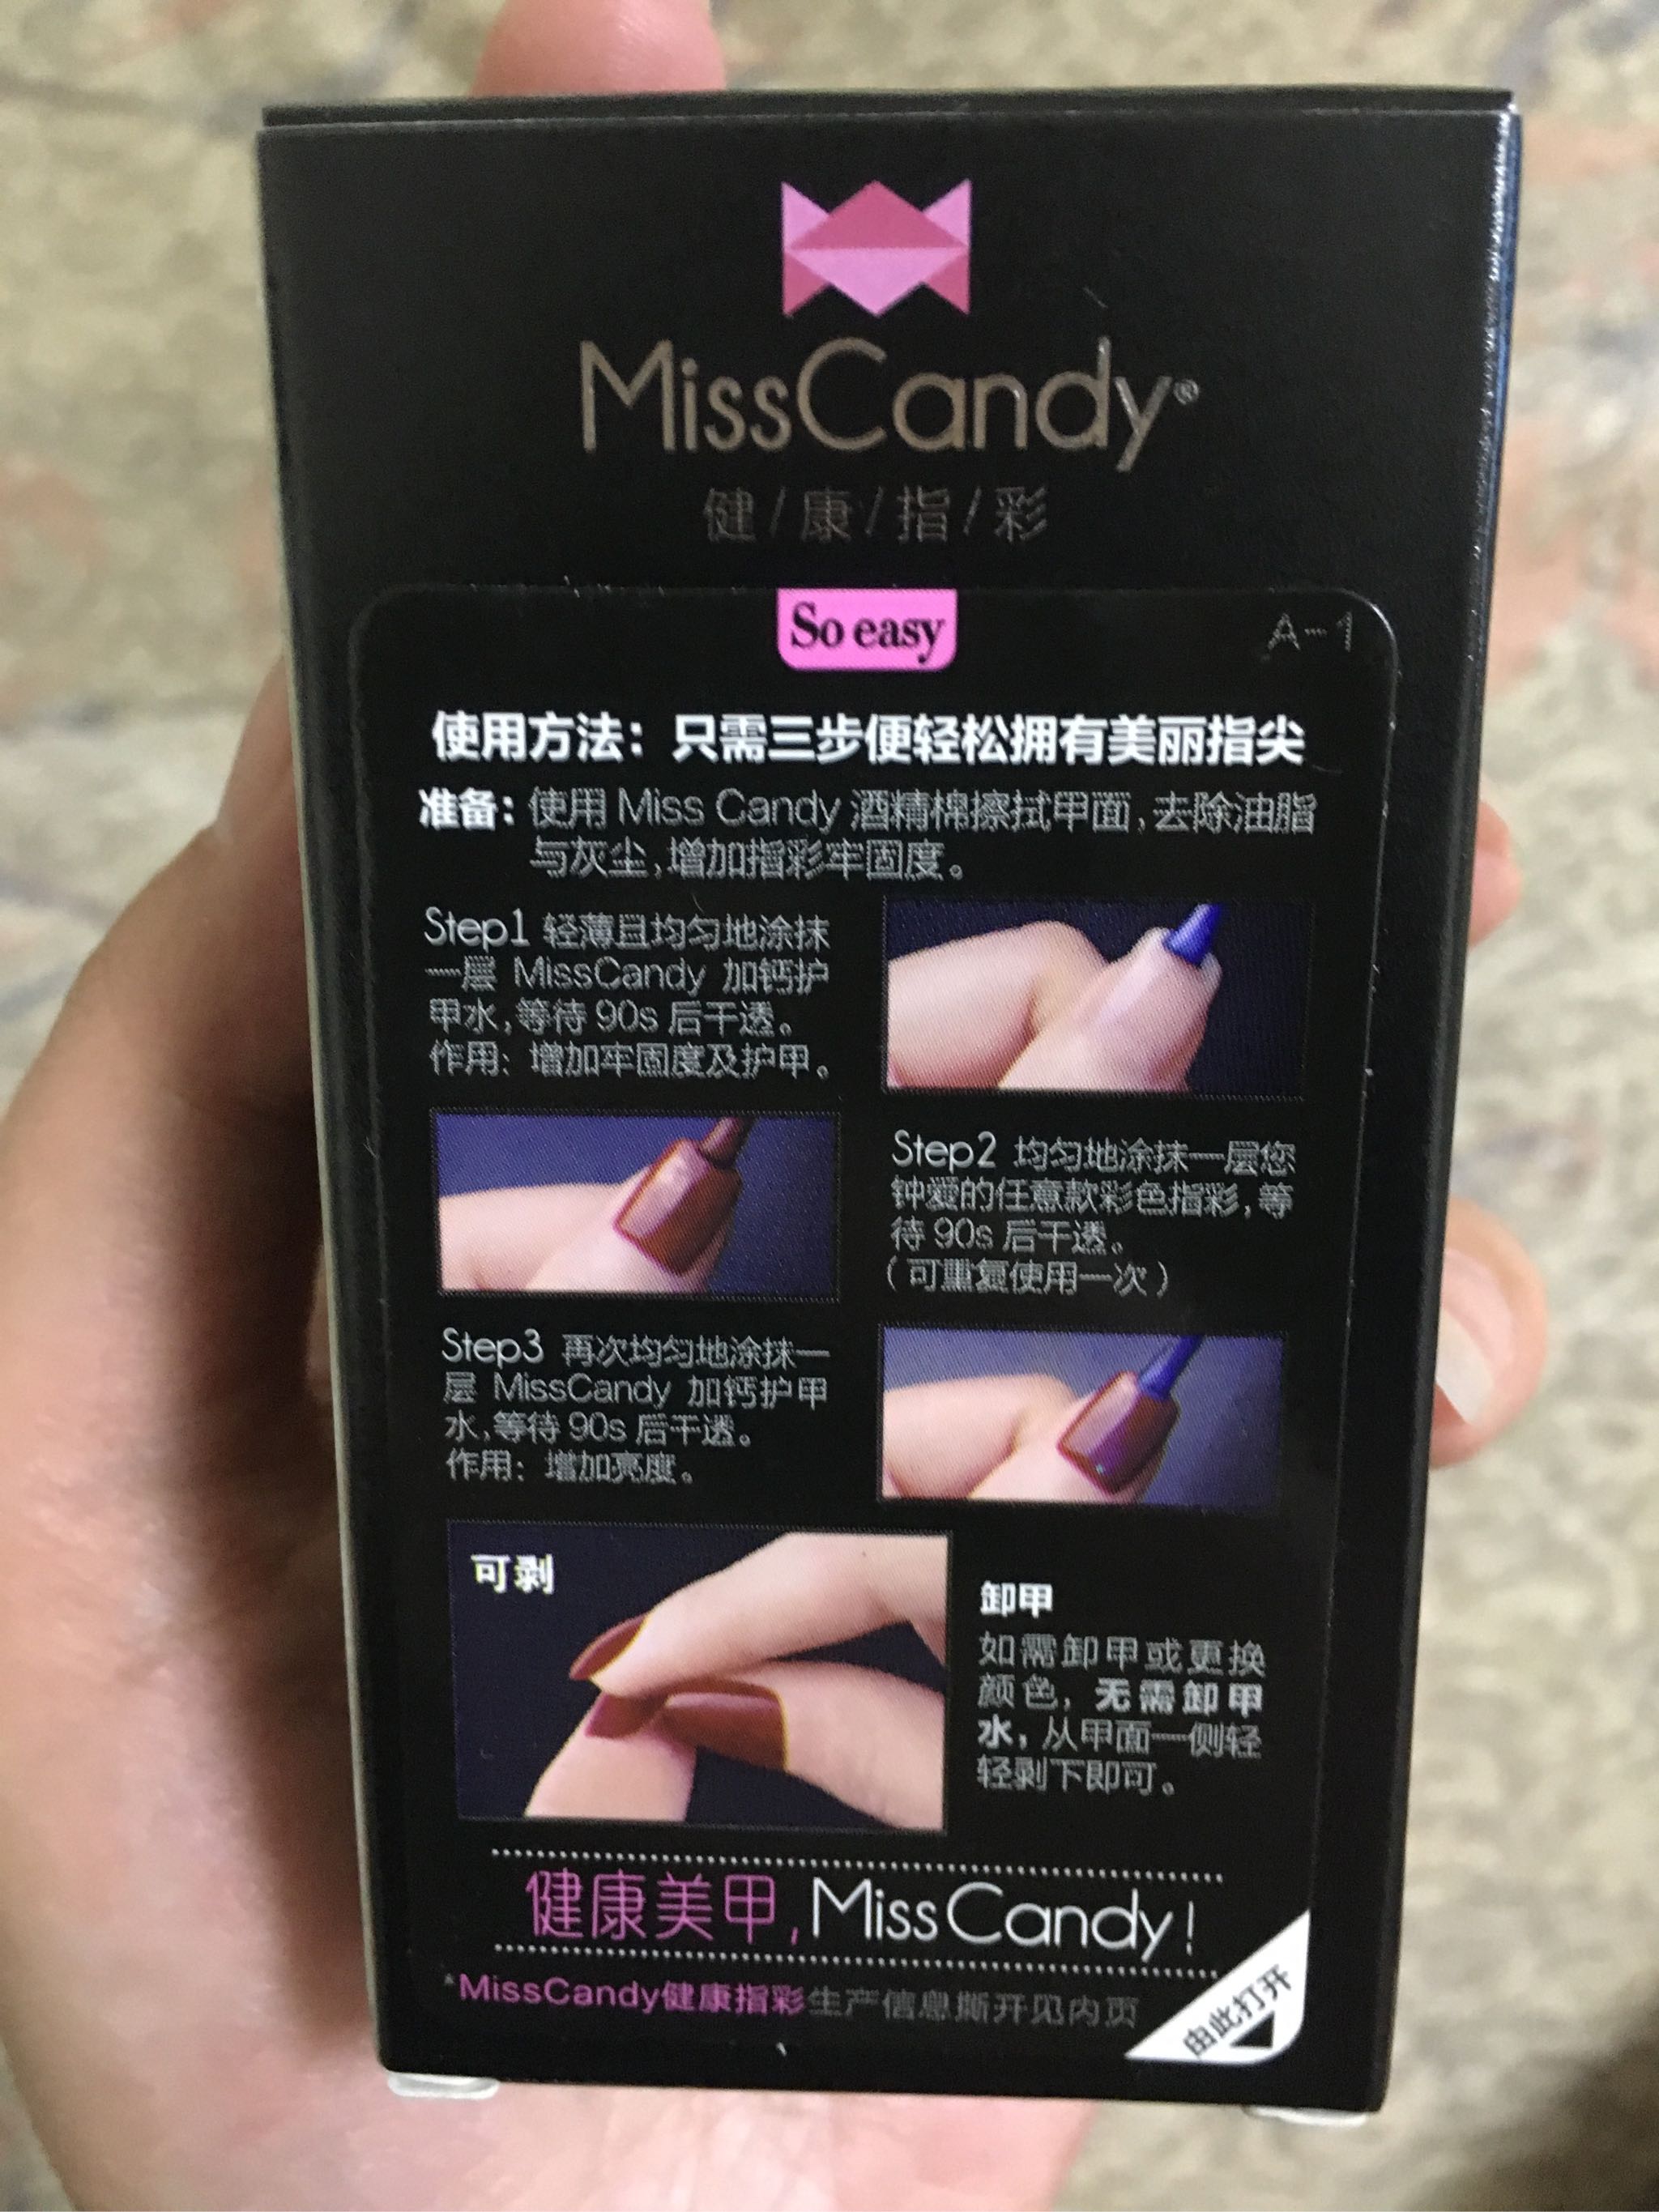 MissCandy®
健/康/指/彩
So easy
A-1
使用方法：只需三步便轻松拥有美丽指尖
准备：使用 Miss Candy 酒精棉擦拭甲面，去除油脂
与灰尘，增加指彩牢固度。
Step1 轻薄且均匀地涂抹
一层 MissCandy 加钙护
甲水，等待 90s 后干透。
作用：增加牢固度及护甲。
Step2 均匀地涂抹一层您
钟爱的任意款彩色指彩，等
待 90s 后干透。
（可重复使用一次）
Step3 再次均匀地涂抹一
层 MissCandy 加钙护甲
水，等待 90s 后干透。
作用：增加亮度。
可剥
卸甲
如需卸甲或更换
颜色，无需卸甲
水，从甲面一侧轻
轻剥下即可。
健康美甲，Miss Candy！
*MissCandy健康指彩生产信息撕开见内页
由此打开